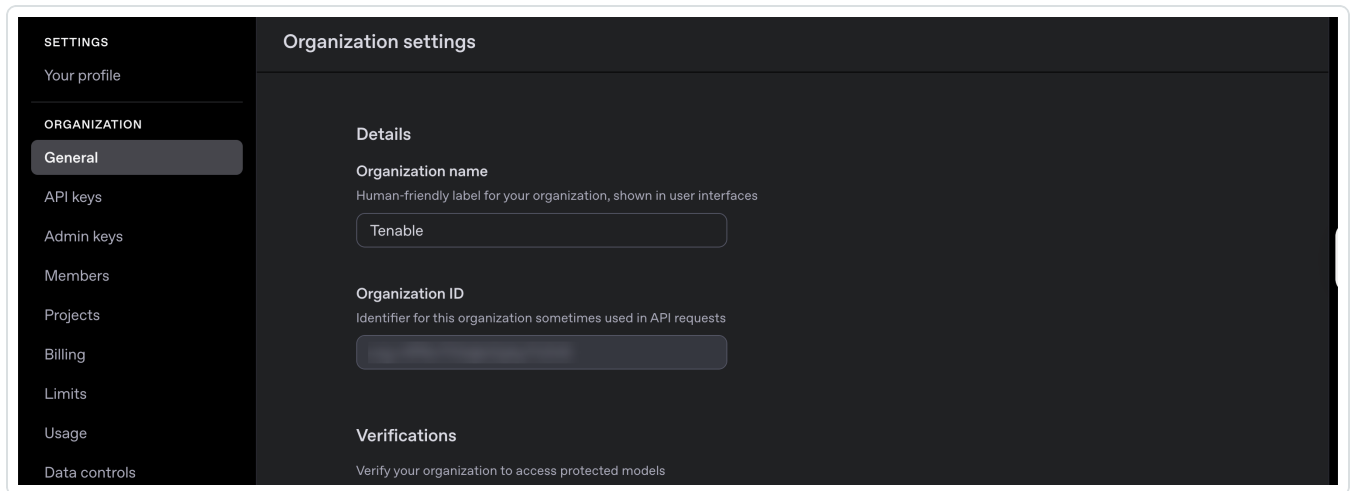 SETTINGS
Your profile
ORGANIZATION
General
API keys
Admin keys
Members
Projects
Billing
Limits
Usage
Data controls
Organization settings
Details
Organization name
Human-friendly label for your organization, shown in user interfaces
Tenable
Organization ID
Identifier for this organization sometimes used in API requests
Verifications
Verify your organization to access protected models